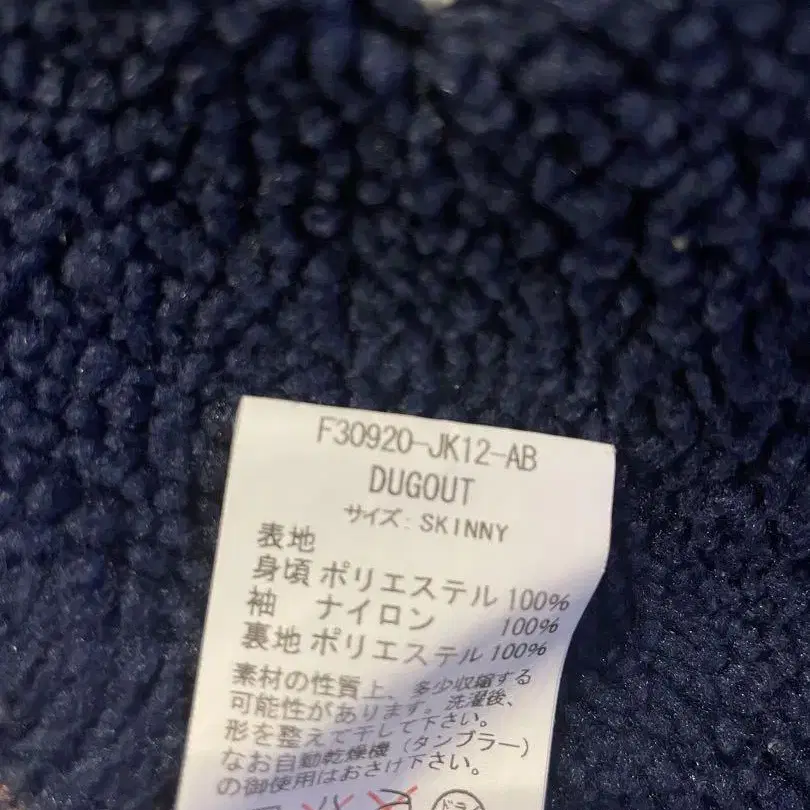 F30920-JK12-AB
DUGOUT
サイズ: SKINNY
表地
身頃 ポリエステル 100%
袖 ナイロン 100%
裏地 ポリエステル 100%
素材の性質上、多少収縮する
可能性があります。洗濯後、
形を整えて干して下さい。
なお自動乾燥機（タンブラー）
の御使用はおさけ下さい。
ドライ